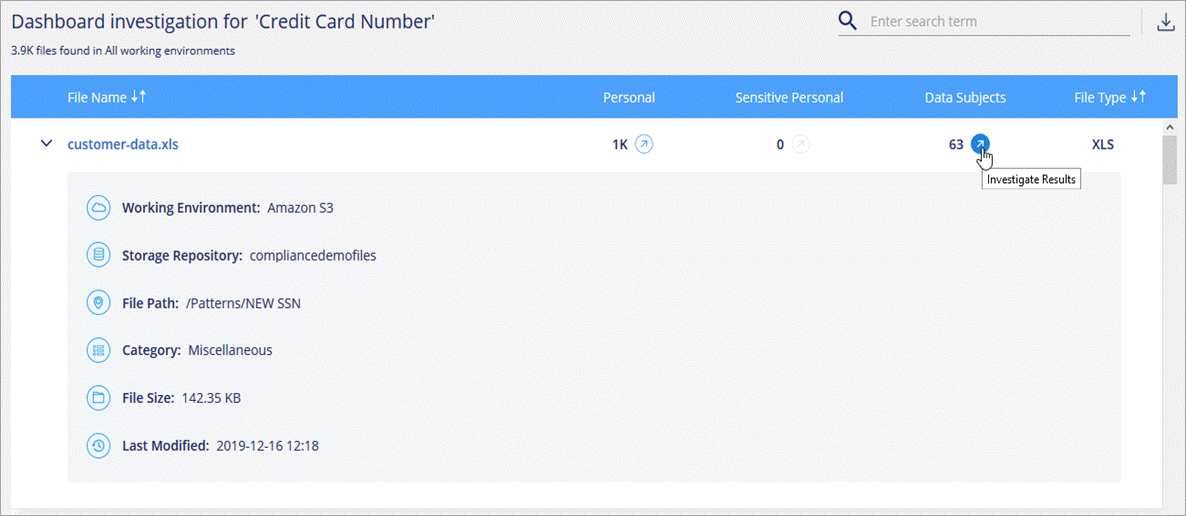 Dashboard investigation for 'Credit Card Number'
Enter search term
3.9K files found in All working environments
File Name Personal Sensitive Personal Data Subjects File Type
customer-data.xls 1K 0 63 XLS
Investigate Results
Working Environment: Amazon S3
Storage Repository: compliancedemofiles
File Path: /Patterns/NEW SSN
Category: Miscellaneous
File Size: 142.35 KB
Last Modified: 2019-12-16 12:18